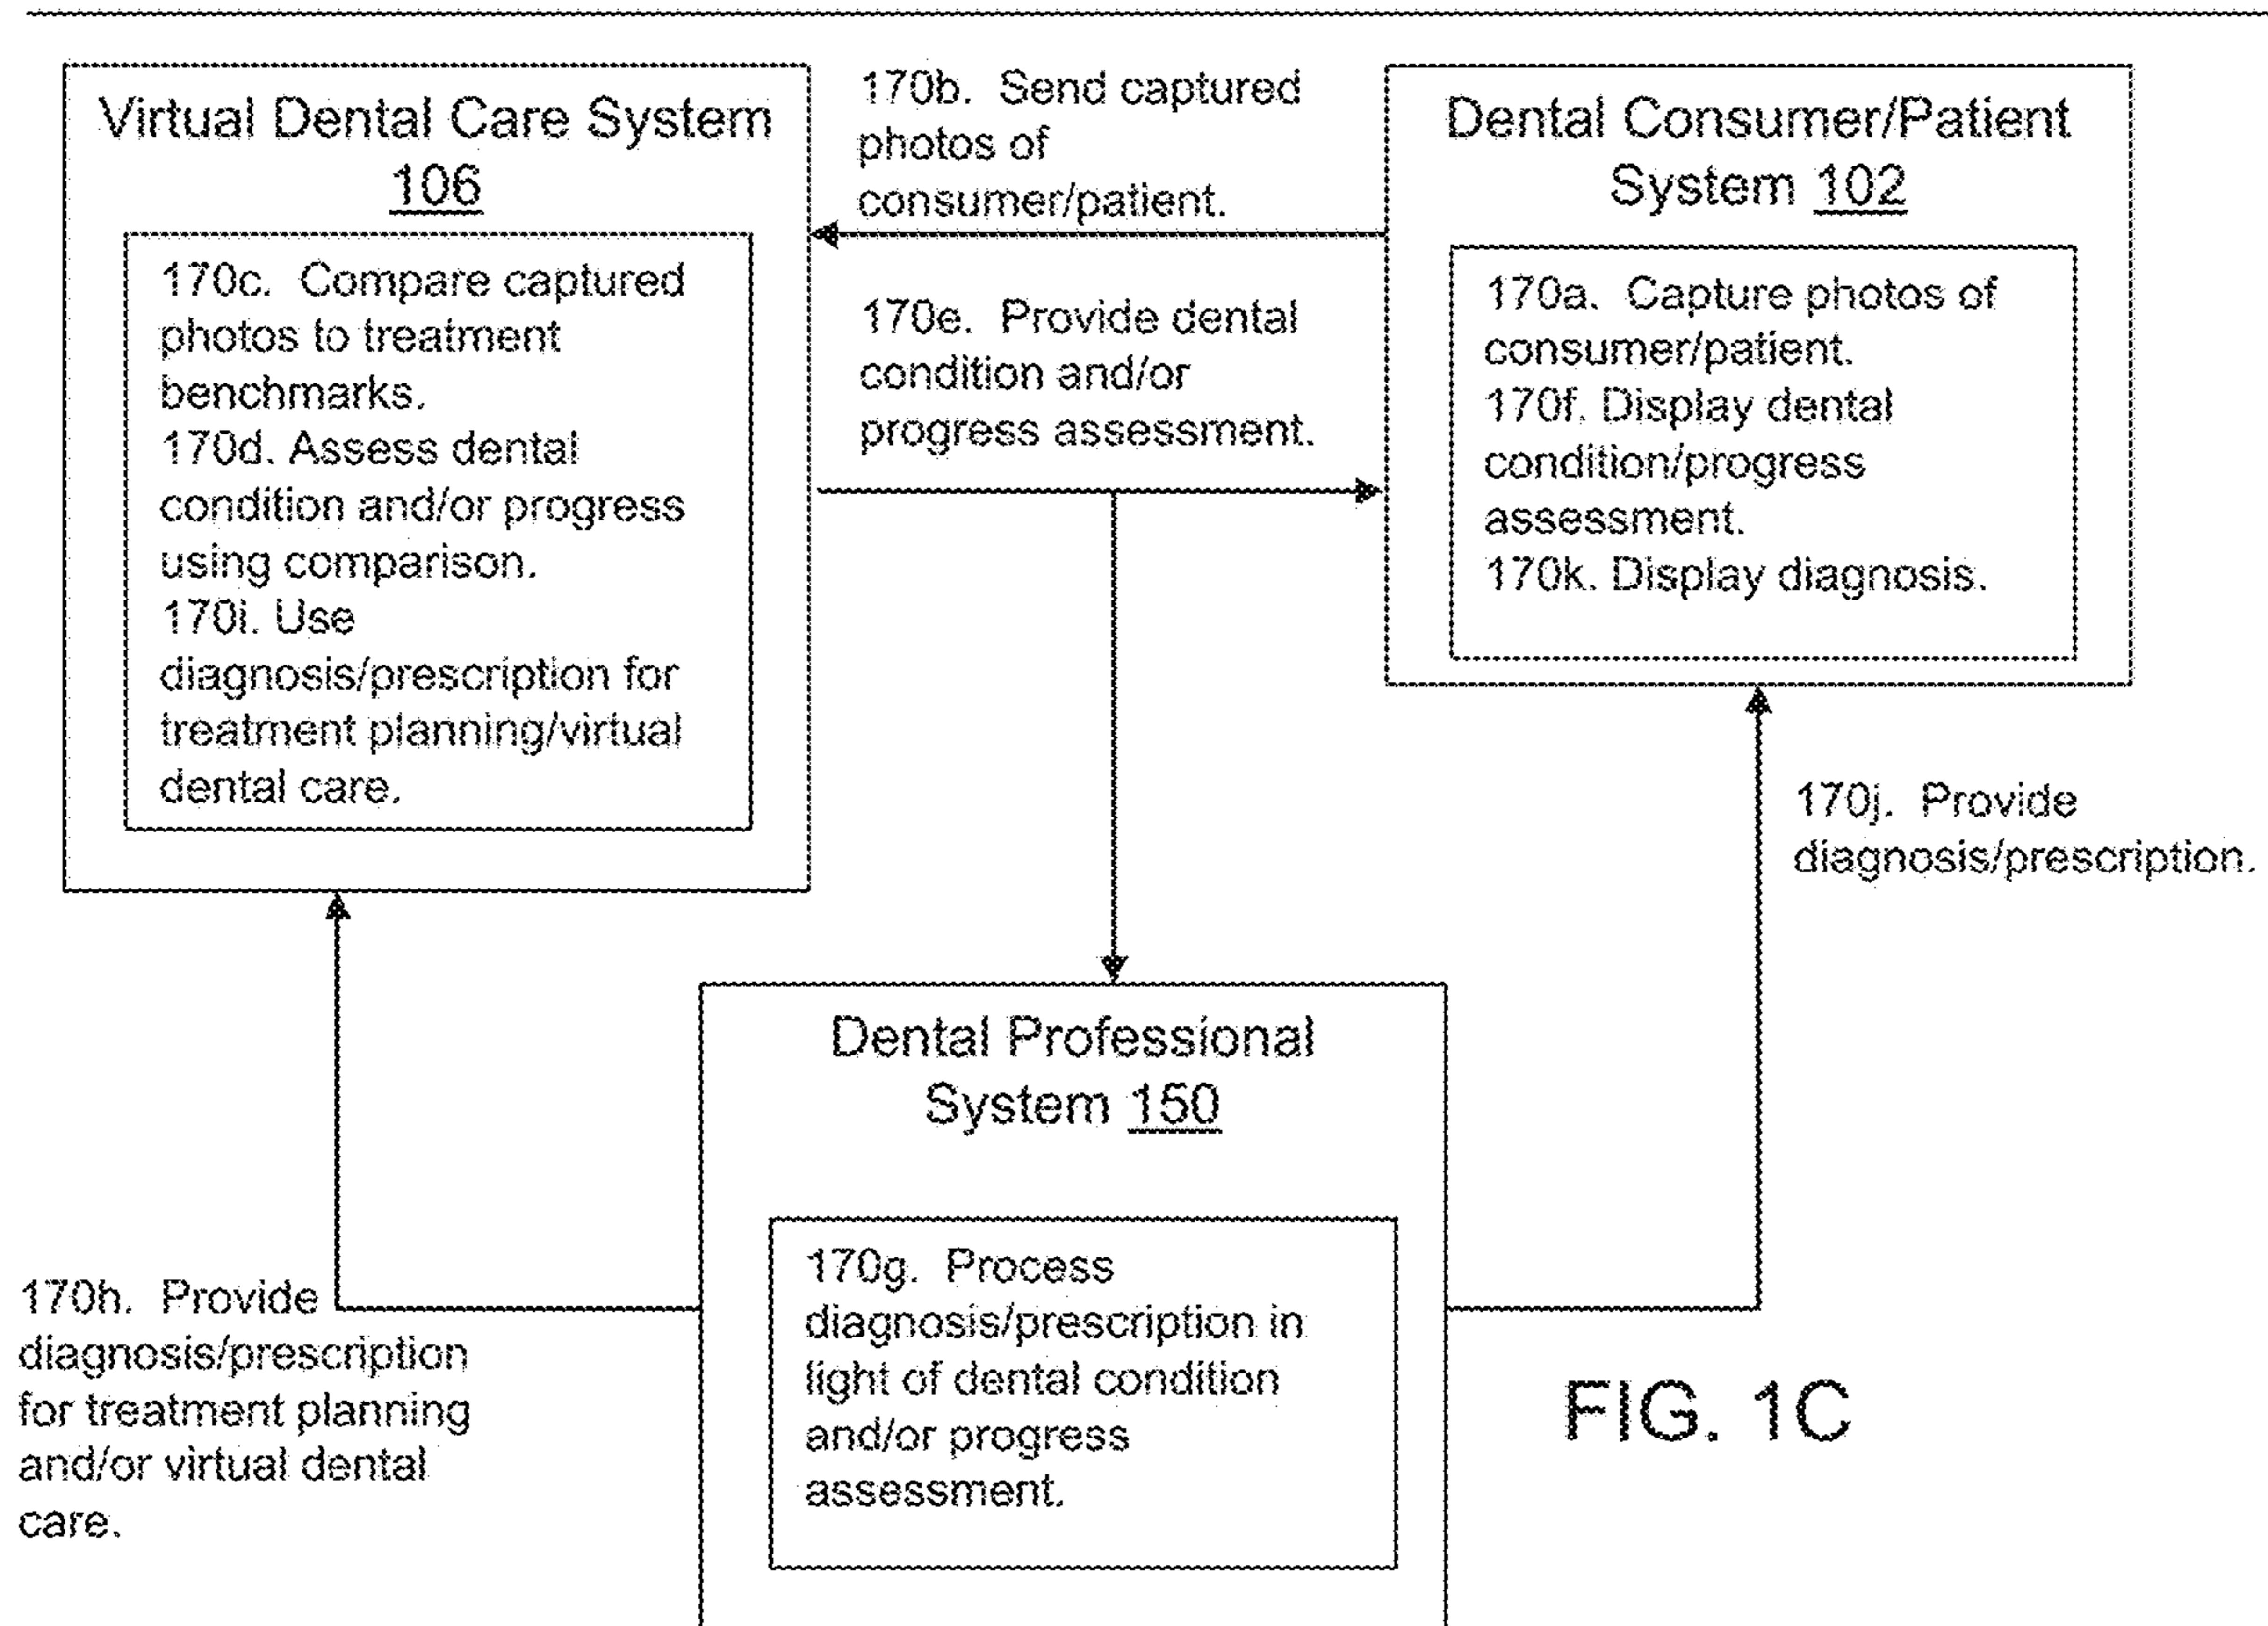 Virtual Dental Care System
106
170c. Compare captured
photos to treatment
benchmarks.
170d. Assess dental
condition and/or progress
using comparison.
170i. Use
diagnosis/prescription for
treatment planning/virtual
dental care.
170b. Send captured
photos of
consumer/patient.
170e. Provide dental
condition and/or
progress assessment.
Dental Consumer/Patient
System 102
170a. Capture photos of
consumer/patient.
170f. Display dental
condition/progress
assessment.
170k. Display diagnosis.
170j. Provide
diagnosis/prescription.
Dental Professional
System 150
170g. Process
diagnosis/prescription in
light of dental condition
and/or progress
assessment.
170h. Provide
diagnosis/prescription
for treatment planning
and/or virtual dental
care.
FIG. 1C